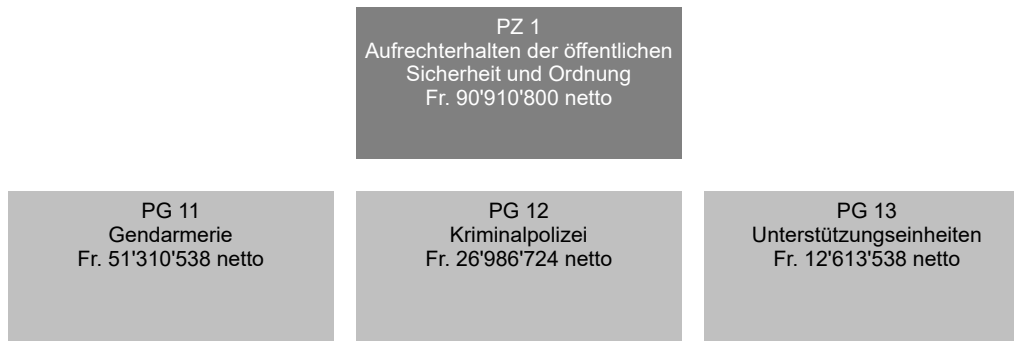 PZ 1
Aufrechterhalten der öffentlichen
Sicherheit und Ordnung
Fr. 90'910'800 netto
PG 11
Gendarmerie
Fr. 51'310'538 netto
PG 12
Kriminalpolizei
Fr. 26'986'724 netto
PG 13
Unterstützungseinheiten
Fr. 12'613'538 netto